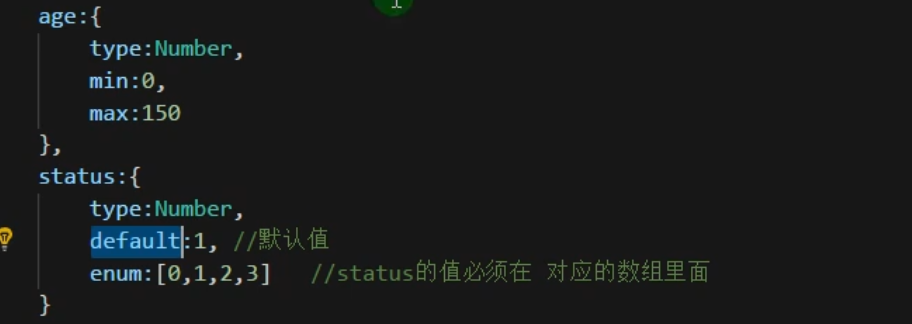 age:{
type:Number,
min:0,
max:150
},
status:{
type:Number,
default:1, //默认值
enum:[0,1,2,3] //status的值必须在 对应的数组里面
}